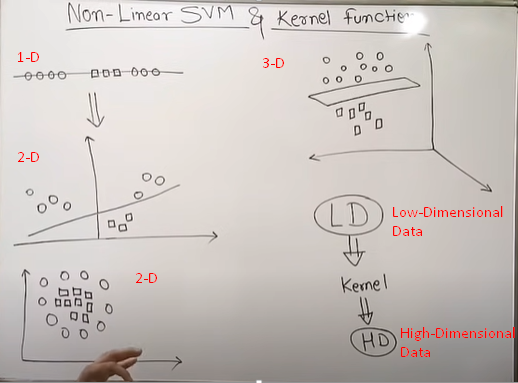 Non-Linear SVM & Kernel function
1-D
2-D
2-D
3-D
LD
Low-Dimensional
Data
Kernel
HD
High-Dimensional
Data